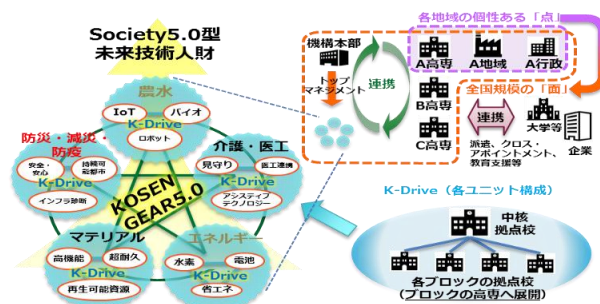 Society5.0型
未来技術人財
農水
IoT
バイオ
K-Drive
ロボット
防災・減災・
防疫
安全・
安心
持続可
能都市
K-Drive
インフラ診断
介護・医工
見守り
医工連携
K-Drive
アシスティブ
テクノロジー
KOSEN
GEAR5.0
マテリアル
高機能
超耐久
K-Drive
再生可能資源
エネルギー
水素
電池
K-Drive
省エネ
各地域の個性ある「点」
機構本部
トップ
マネジメント
連携
A高専
A地域
A行政
B高専
C高専
全国規模の「面」
連携
大学等
企業
派遣、クロス・
アポイントメント、
教育支援等
K-Drive(各ユニット構成)
中核
拠点校
各ブロックの拠点校
(ブロックの高専へ展開)